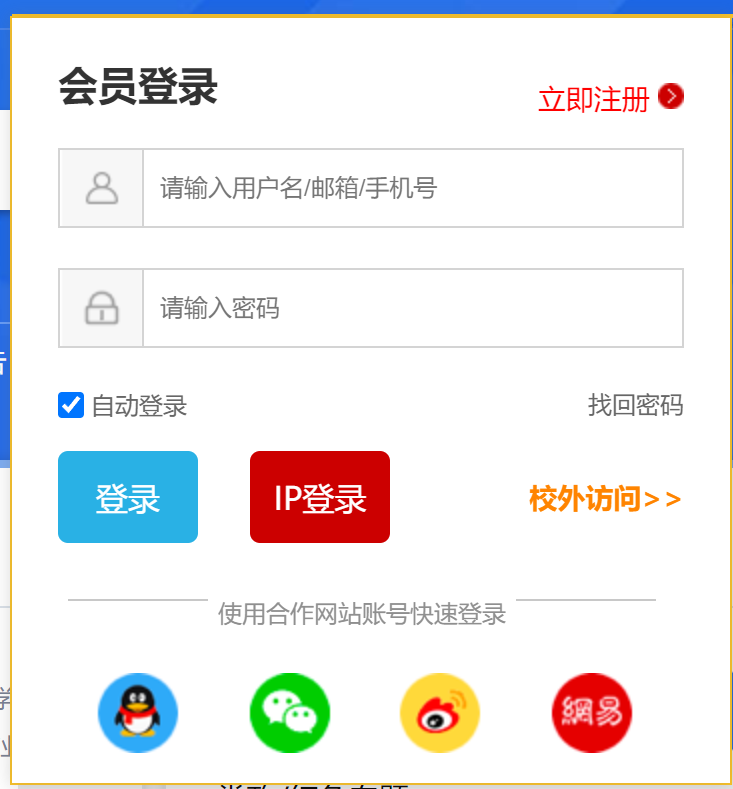 会员登录
立即注册
请输入用户名/邮箱/手机号
请输入密码
自动登录 找回密码
登录 IP登录 校外访问>>
使用合作网站账号快速登录
網易